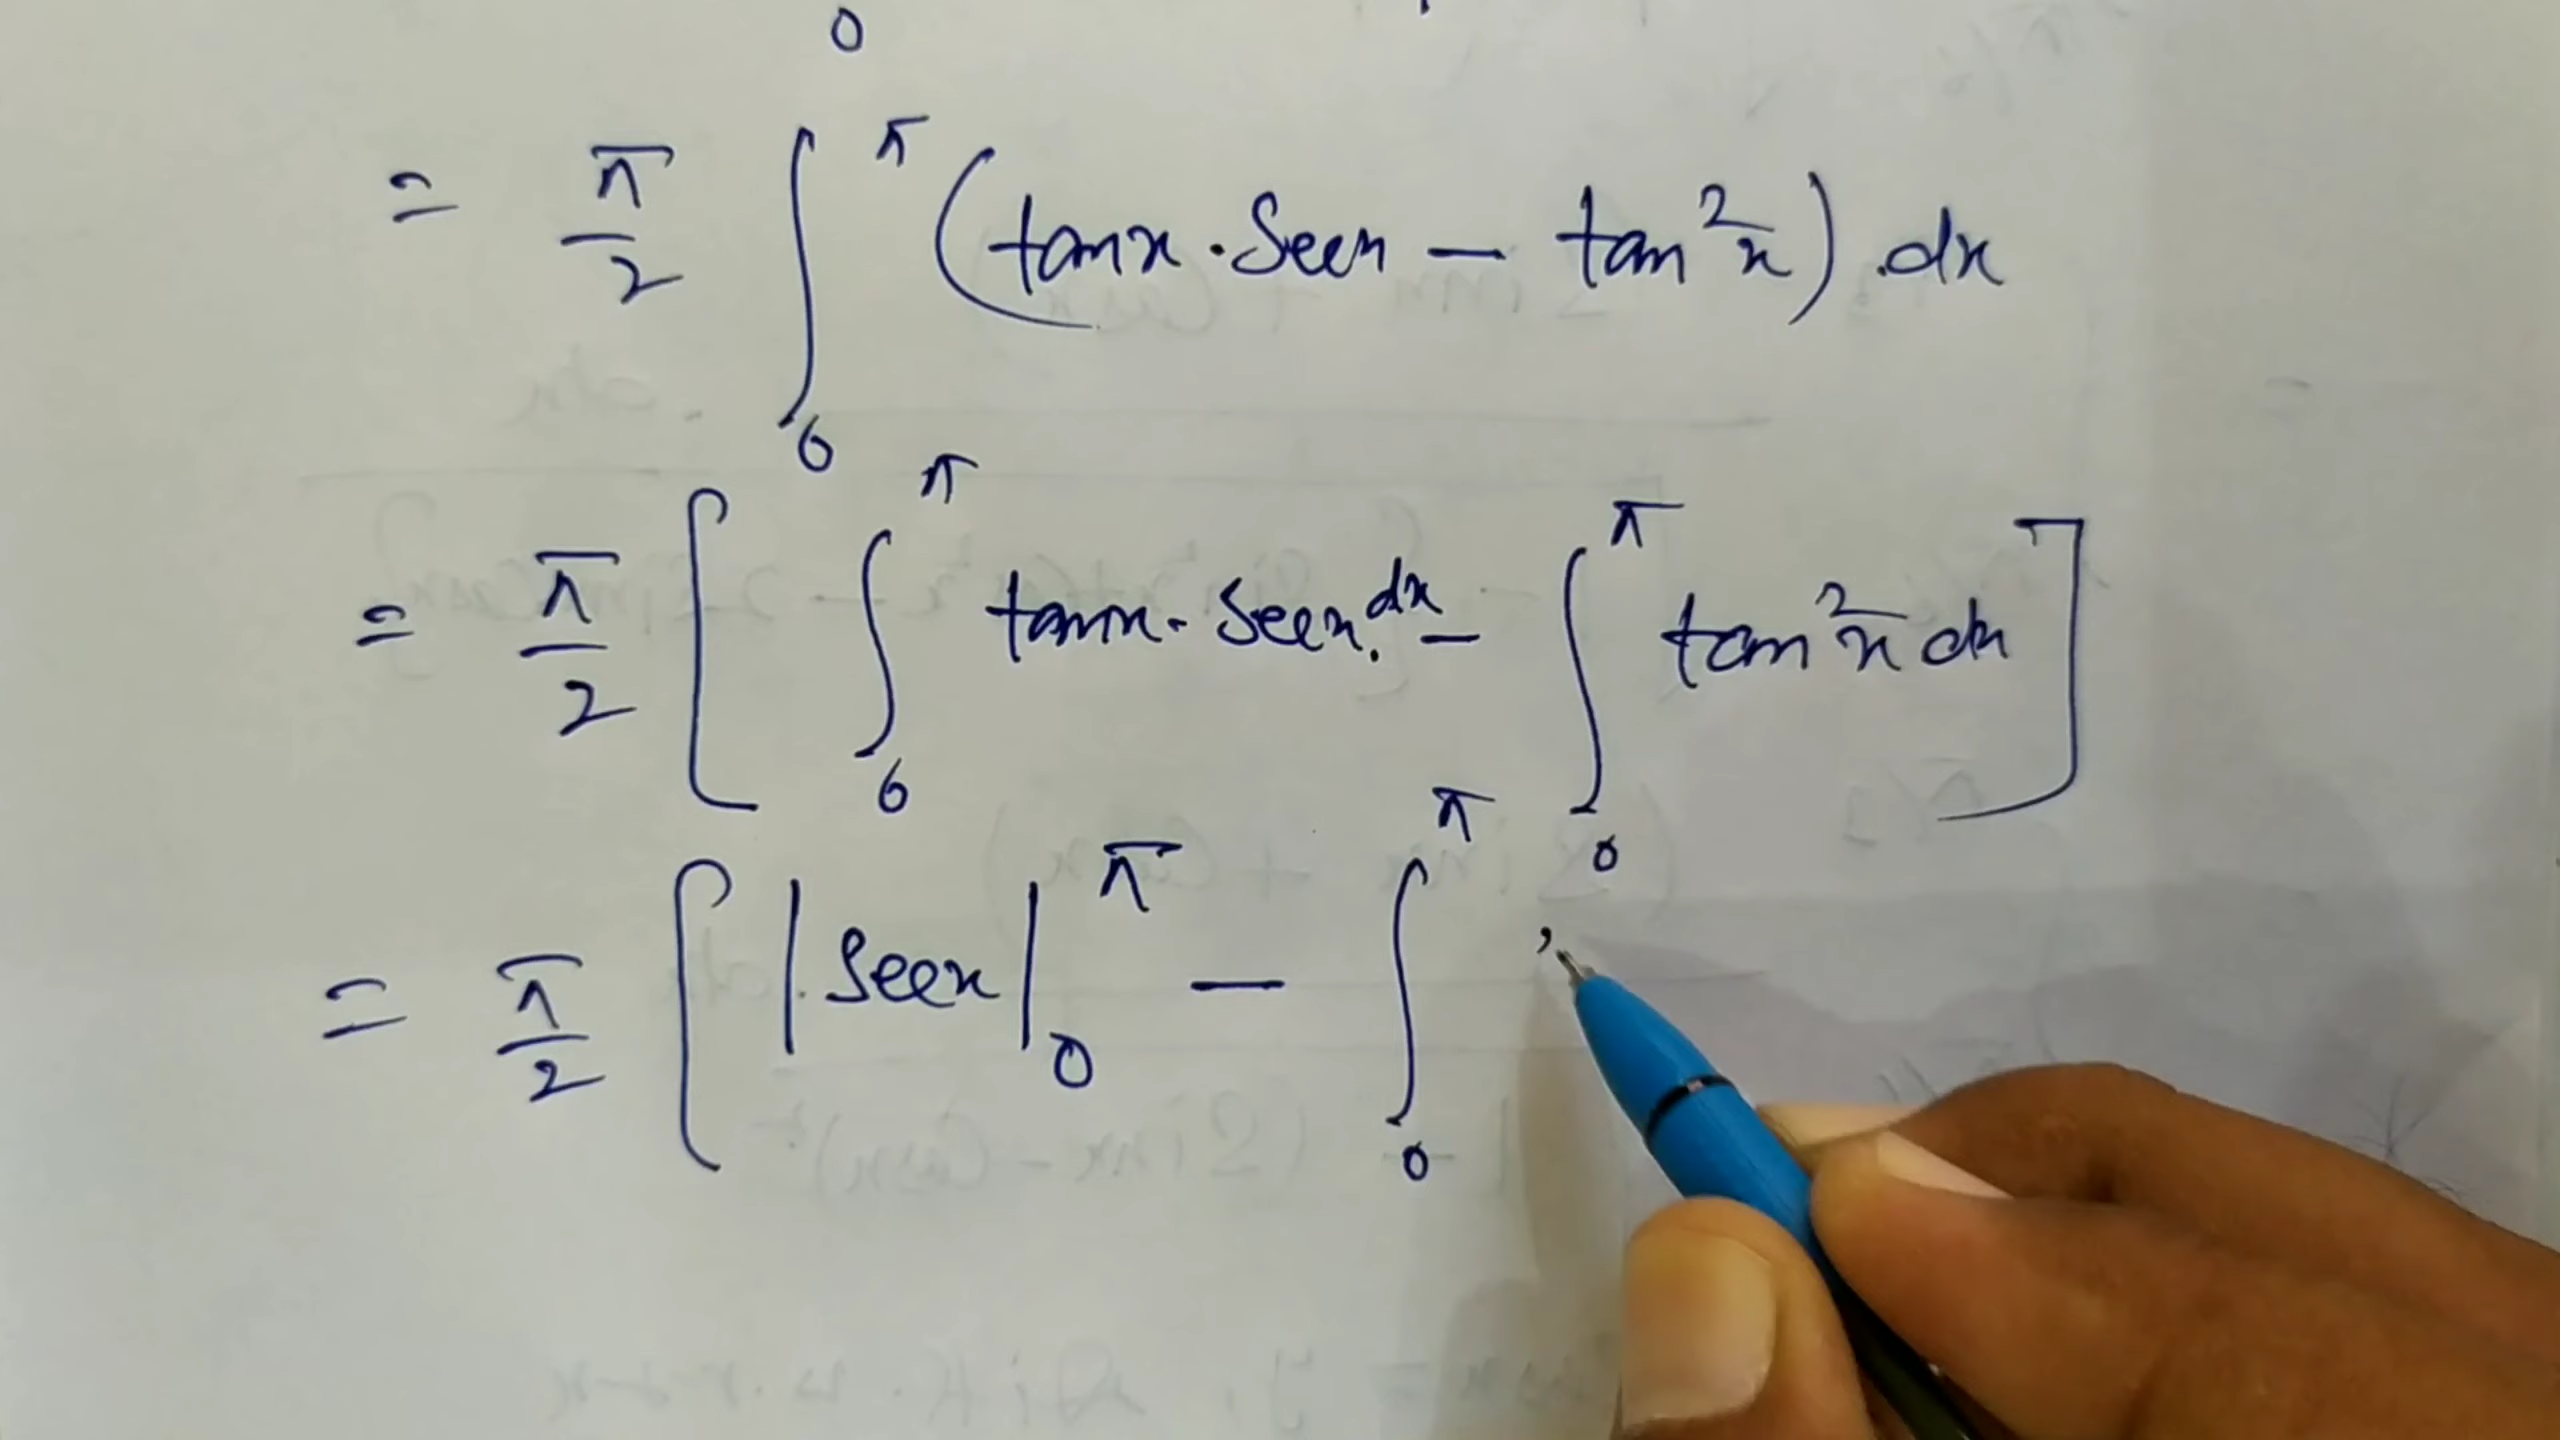 0
= π/2 ∫₀^π (tanx · Secx − tan²x) . dx
= π/2 [ ∫₀^π tanx · Secx . dx − ∫₀^π tan²x dx ]
= π/2 [ |Secx|₀^π − ∫₀^π